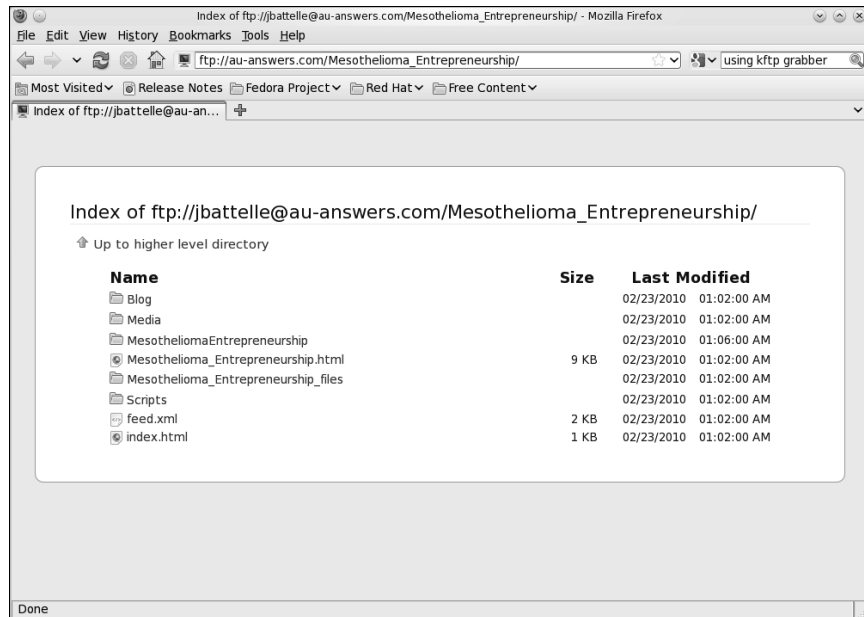 Index of ftp://jbattelle@au-answers.com/Mesothelioma_Entrepreneurship/ - Mozilla Firefox
File Edit View History Bookmarks Tools Help
ftp://au-answers.com/Mesothelioma_Entrepreneurship/ using kftp grabber
Most Visited Release Notes Fedora Project Red Hat Free Content
Index of ftp://jbattelle@au-an...
Index of ftp://jbattelle@au-answers.com/Mesothelioma_Entrepreneurship/
Up to higher level directory
Name Size Last Modified
Blog 02/23/2010 01:02:00 AM
Media 02/23/2010 01:02:00 AM
MesotheliomaEntrepreneurship 02/23/2010 01:06:00 AM
Mesothelioma_Entrepreneurship.html 9 KB 02/23/2010 01:02:00 AM
Mesothelioma_Entrepreneurship_files 02/23/2010 01:02:00 AM
Scripts 02/23/2010 01:02:00 AM
feed.xml 2 KB 02/23/2010 01:02:00 AM
index.html 1 KB 02/23/2010 01:02:00 AM
Done